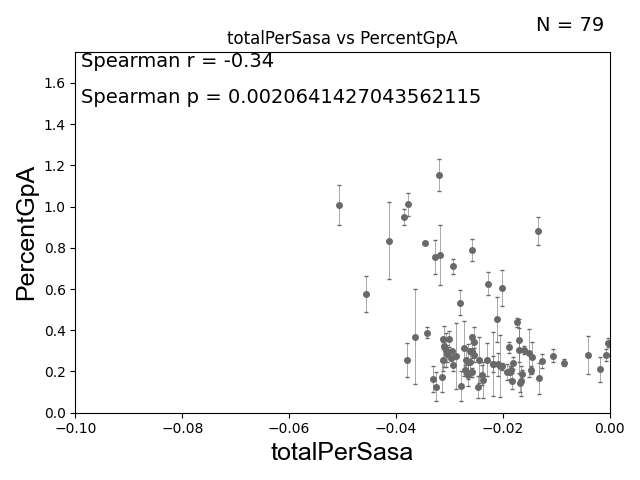 N = 79
totalPerSasa vs PercentGpA
Spearman r = -0.34
Spearman p = 0.0020641427043562115
PercentGpA
1.6
1.4
1.2
1.0
0.8
0.6
0.4
0.2
0.0
−0.10 −0.08 −0.06 −0.04 −0.02 0.00
totalPerSasa